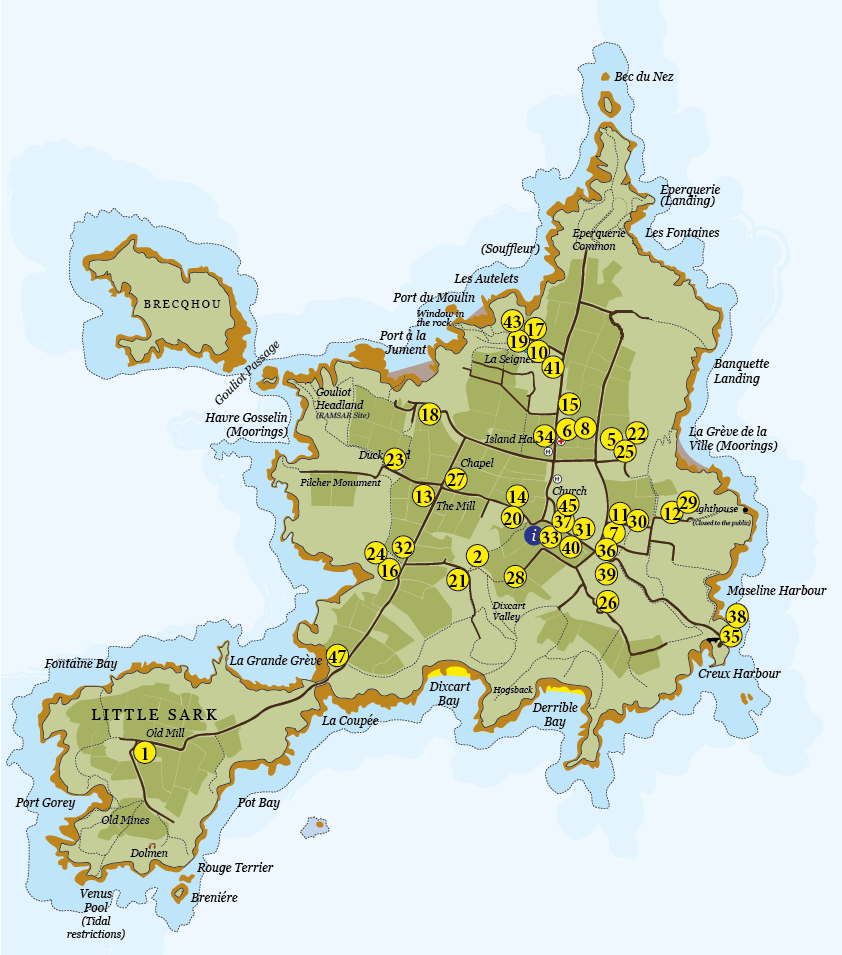 Bec du Nez
Eperquerie
(Landing)
Les Fontaines
Eperquerie
Common
(Souffleur)
Les Autelets
Port du Moulin
Window in
the rock
Port à la
Jument
BRECQHOU
Gouliot Passage
43
17
19
10
La Seigne
41
Banquette
Landing
Gouliot
Headland
(RAMSAR Site)
Havre Gosselin
(Moorings)
18
15
34
6
8
5
22
25
Island Ha
H
La Grève de la
Ville (Moorings)
Duck
d
23
Chapel
Pilcher Monument
27
H
13
The Mill
14
20
Church
45
37
31
i
33
40
11
7
30
36
12
29
ghthouse
(Closed to the public)
24
32
16
2
21
28
39
26
Dixcart
Valley
Maseline Harbour
38
35
Creux Harbour
47
La Grande Grève
Fontaine Bay
Dixcart
Bay
Hogsback
Derrible
Bay
La Coupée
LITTLE SARK
Old Mill
1
Port Gorey
Pot Bay
Old Mines
Dolmen
Rouge Terrier
Breniére
Venus
Pool
(Tidal
restrictions)